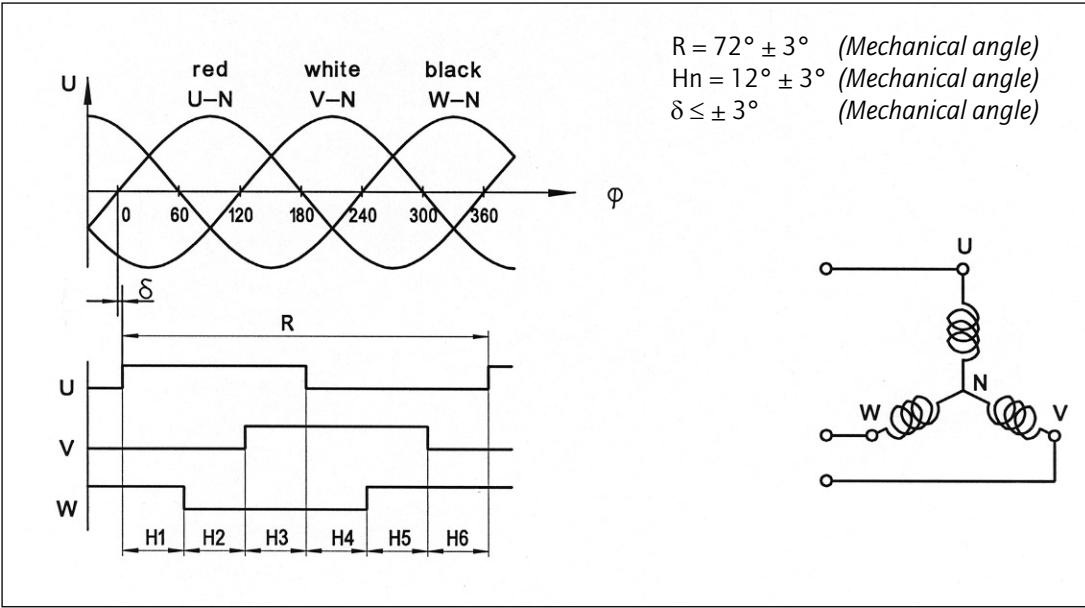 R = 72° ± 3° (Mechanical angle)
Hn = 12° ± 3° (Mechanical angle)
δ ≤ ± 3° (Mechanical angle)
red white black
U U–N V–N W–N
φ
0 60 120 180 240 300 360
δ
R
U
V
W
H1 H2 H3 H4 H5 H6
U
N
W V